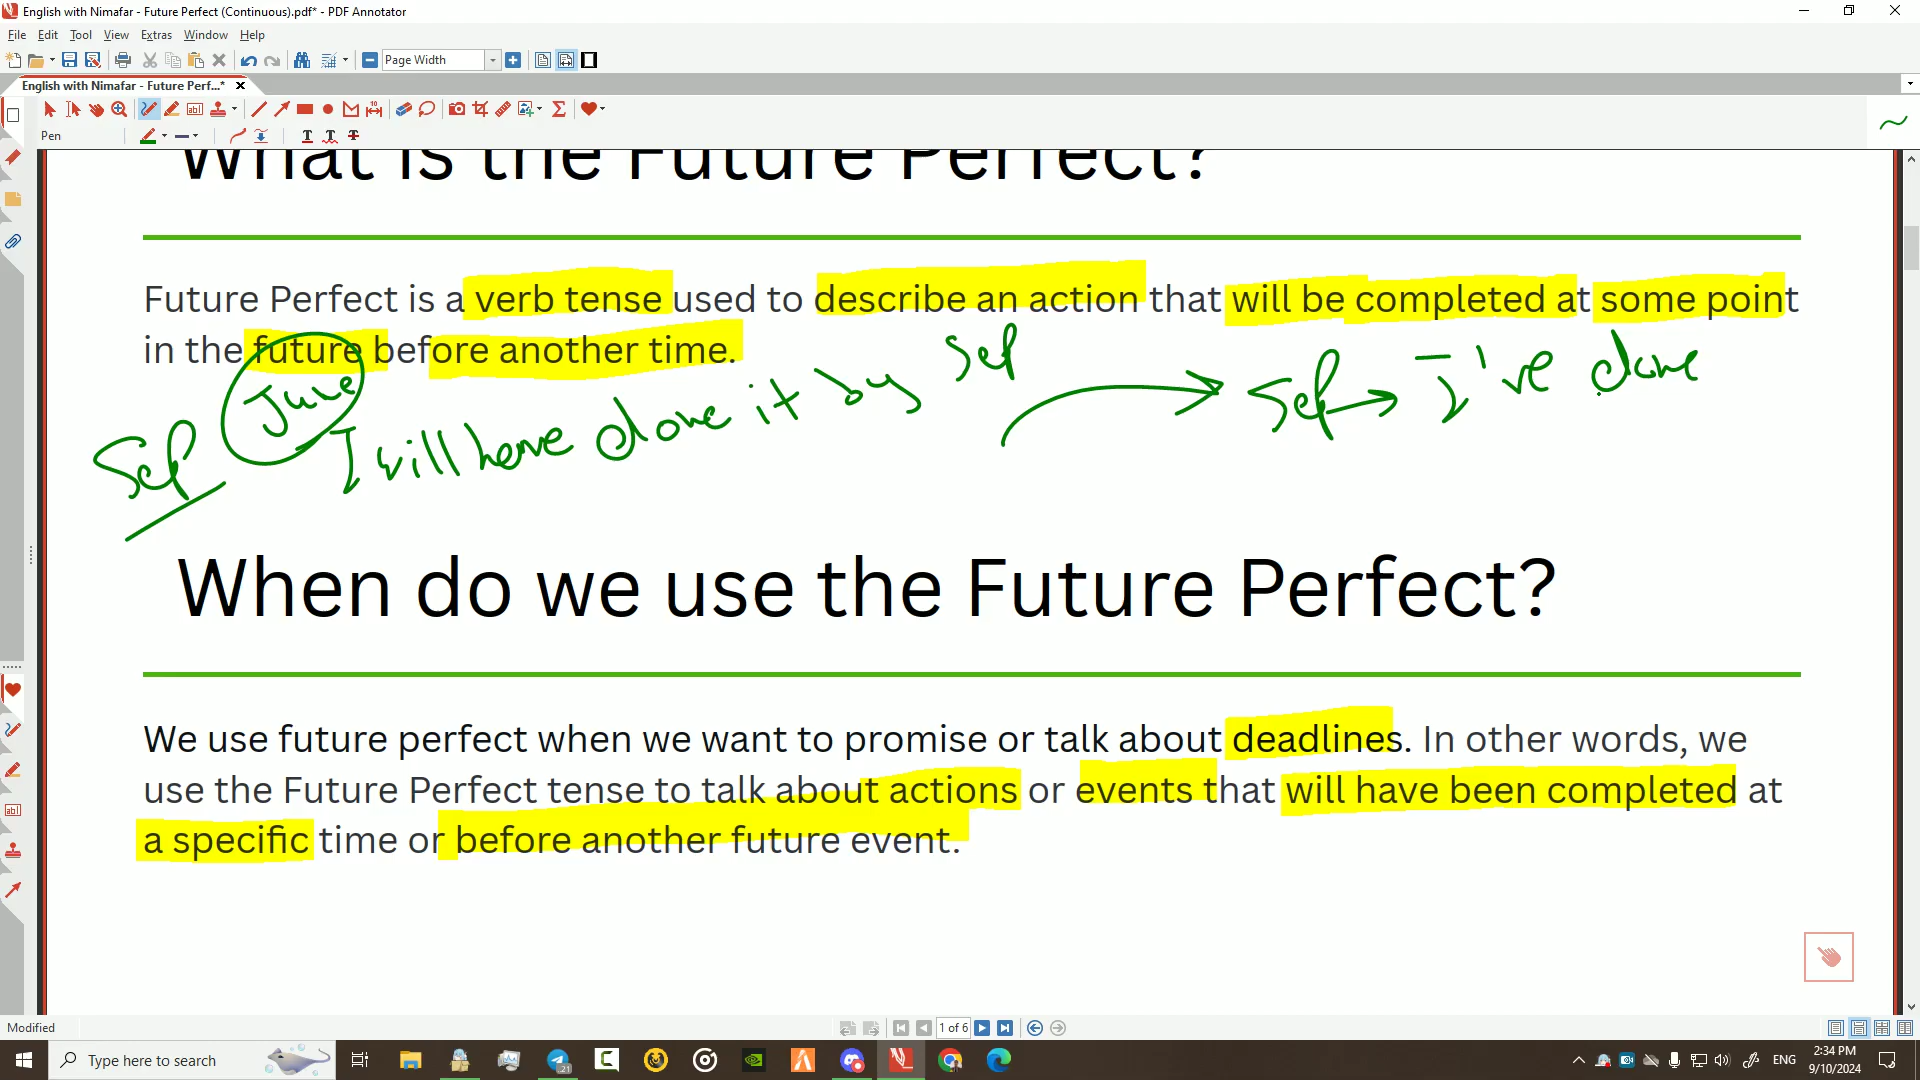 English with Nimafar - Future Perfect (Continuous).pdf* - PDF Annotator
File Edit Tool View Extras Window Help
Page Width
English with Nimafar - Future Perf...*
Pen
What is the Future Perfect?
Future Perfect is a verb tense used to describe an action that will be completed at some point
in the future before another time.
Sep
June
I will have done it by Sep
Sep → I've done
When do we use the Future Perfect?
We use future perfect when we want to promise or talk about deadlines. In other words, we
use the Future Perfect tense to talk about actions or events that will have been completed at
a specific time or before another future event.
Modified
1 of 6
Type here to search
21
ENG
2:34 PM
9/10/2024